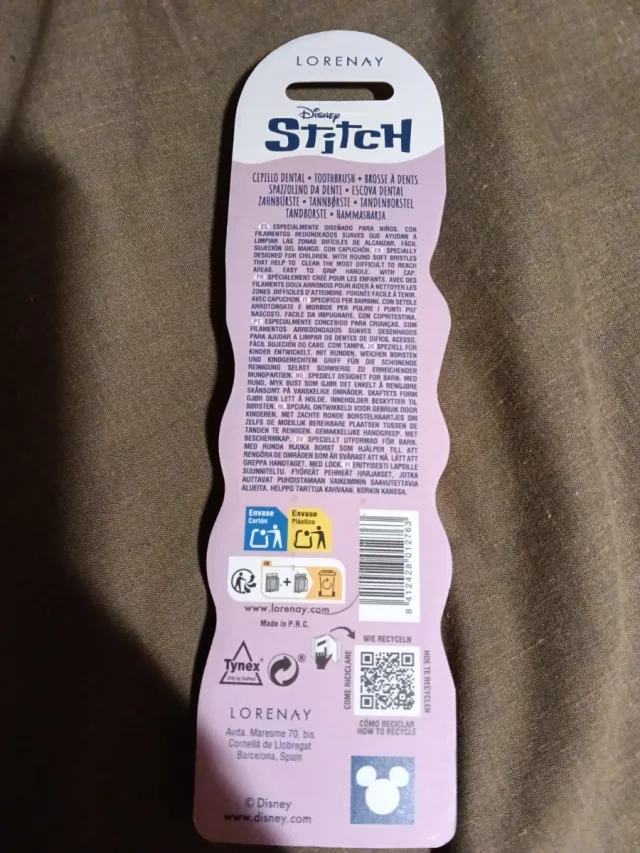 LORENAY
Disney
Stitch
CEPILLO DENTAL • TOOTHBRUSH • BROSSE À DENTS
SPAZZOLINO DA DENTI • ESCOVA DENTAL
ZAHNBÜRSTE • TANNBØRSTE • TANDENBORSTEL
TANDBORSTE • HAMMASHARJA
ES ESPECIALMENTE DISEÑADO PARA NIÑOS. CON
FILAMENTOS REDONDEADOS SUAVES QUE AYUDAN A
LIMPIAR LAS ZONAS DIFÍCILES DE ALCANZAR. FÁCIL
SUJECIÓN DEL MANGO. CON CAPUCHÓN. EN SPECIALLY
DESIGNED FOR CHILDREN. WITH ROUND SOFT BRISTLES
THAT HELP TO CLEAN THE MOST DIFFICULT TO REACH
AREAS. EASY TO GRIP HANDLE. WITH CAP.
FR SPÉCIALEMENT CRÉÉ POUR LES ENFANTS. AVEC DES
FILAMENTS DOUX ARRONDIS POUR AIDER À NETTOYER LES
ZONES DIFFICILES D'ATTEINDRE. POIGNÉE FACILE À TENIR.
AVEC CAPUCHON. IT SPECIFICO PER BAMBINI. CON SETOLE
ARROTONDATE E MORBIDE PER PULIRE I PUNTI PIU'
NASCOSTI. FACILE DA IMPUGNARE. CON COPRITESTINA.
PT ESPECIALMENTE CONCEBIDO PARA CRIANÇAS. COM
FILAMENTOS ARREDONDADOS SUAVES DESENHADOS
PARA AJUDAR A LIMPAR OS DENTES DE DIFÍCIL ACESSO.
FÁCIL SUJEICIÓN DO CABO. COM TAMPA. DE SPEZIELL FÜR
KINDER ENTWICKELT. MIT RUNDEN, WEICHEN BORSTEN
UND KINDGERECHTEM GRIFF FÜR DIE SCHONENDE
REINIGUNG SELBST SCHWIERIG ZU ERREICHENDER
MUNDPARTIEN. NO SPESIELT DESIGNET FOR BARN. MED
RUND, MYK BUST SOM GJØR DET ENKELT Å RENGJØRE
SKÅNSOMT PÅ VANSKELIGE OMRÅDER. SKAFTETS FORM
GJØR DEN LETT Å HOLDE. INNEHOLDER BESKYTTER TIL
BØRSTEN. NL SPCIAAL ONTWIKKELD VOOR GEBRUIK DOOR
KINDEREN. MET ZACHTE RONDE BORSTELHAARTJES OM
ZELFS DE MOEILIJK BEREIKBARE PLAATSEN TUSSEN DE
TANDEN TE REINIGEN. GEMAKKELIJKE HANDGREEP. MET
BESCHERMKAP. SV SPECIELLT UTFORMAD FÖR BARN.
MED RUNDA MJUKA BORST SOM HJÄLPER TILL ATT
RENGÖRA DE OMRÅDEN SOM ÄR SVÅRAST ATT NÅ. LÄTT ATT
GREPPA HANDTAGET. MED LOCK. FI ERITYISESTI LAPSILLE
SUUNNITELTU. PYÖREÄT PEHMEÄT HARJAKSET, JOTKA
AUTTAVAT PUHDISTAMAAN VAIKEIMMIN SAAVUTETTAVIA
ALUEITA. HELPPO TARTTUA KAHVAAN. KORKIN KANSSA.
Envase
Cartón
Envase
Plástico
FR
+
8 412428 012763
www.lorenay.com
Made in P.R.C.
WIE RECYCELN
COME RICICLARE
HOE TE RECYCLEN
CÓMO RECICLAR
HOW TO RECYCLE
Tynex®
Only by DuPont
LORENAY
Avda. Maresme 70, bis
Cornellà de Llobregat
Barcelona, Spain
© Disney
www.disney.com